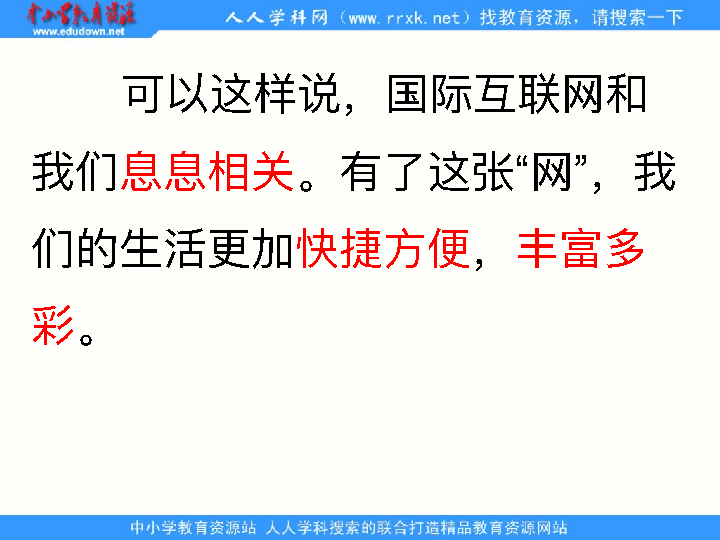 中小学教育资源
www.edudown.net
人人学科网（www.rrxk.net）找教育资源，请搜索一下
可以这样说，国际互联网和
我们息息相关。有了这张“网”，我
们的生活更加快捷方便，丰富多
彩。
中小学教育资源站 人人学科搜索的联合打造精品教育资源网站